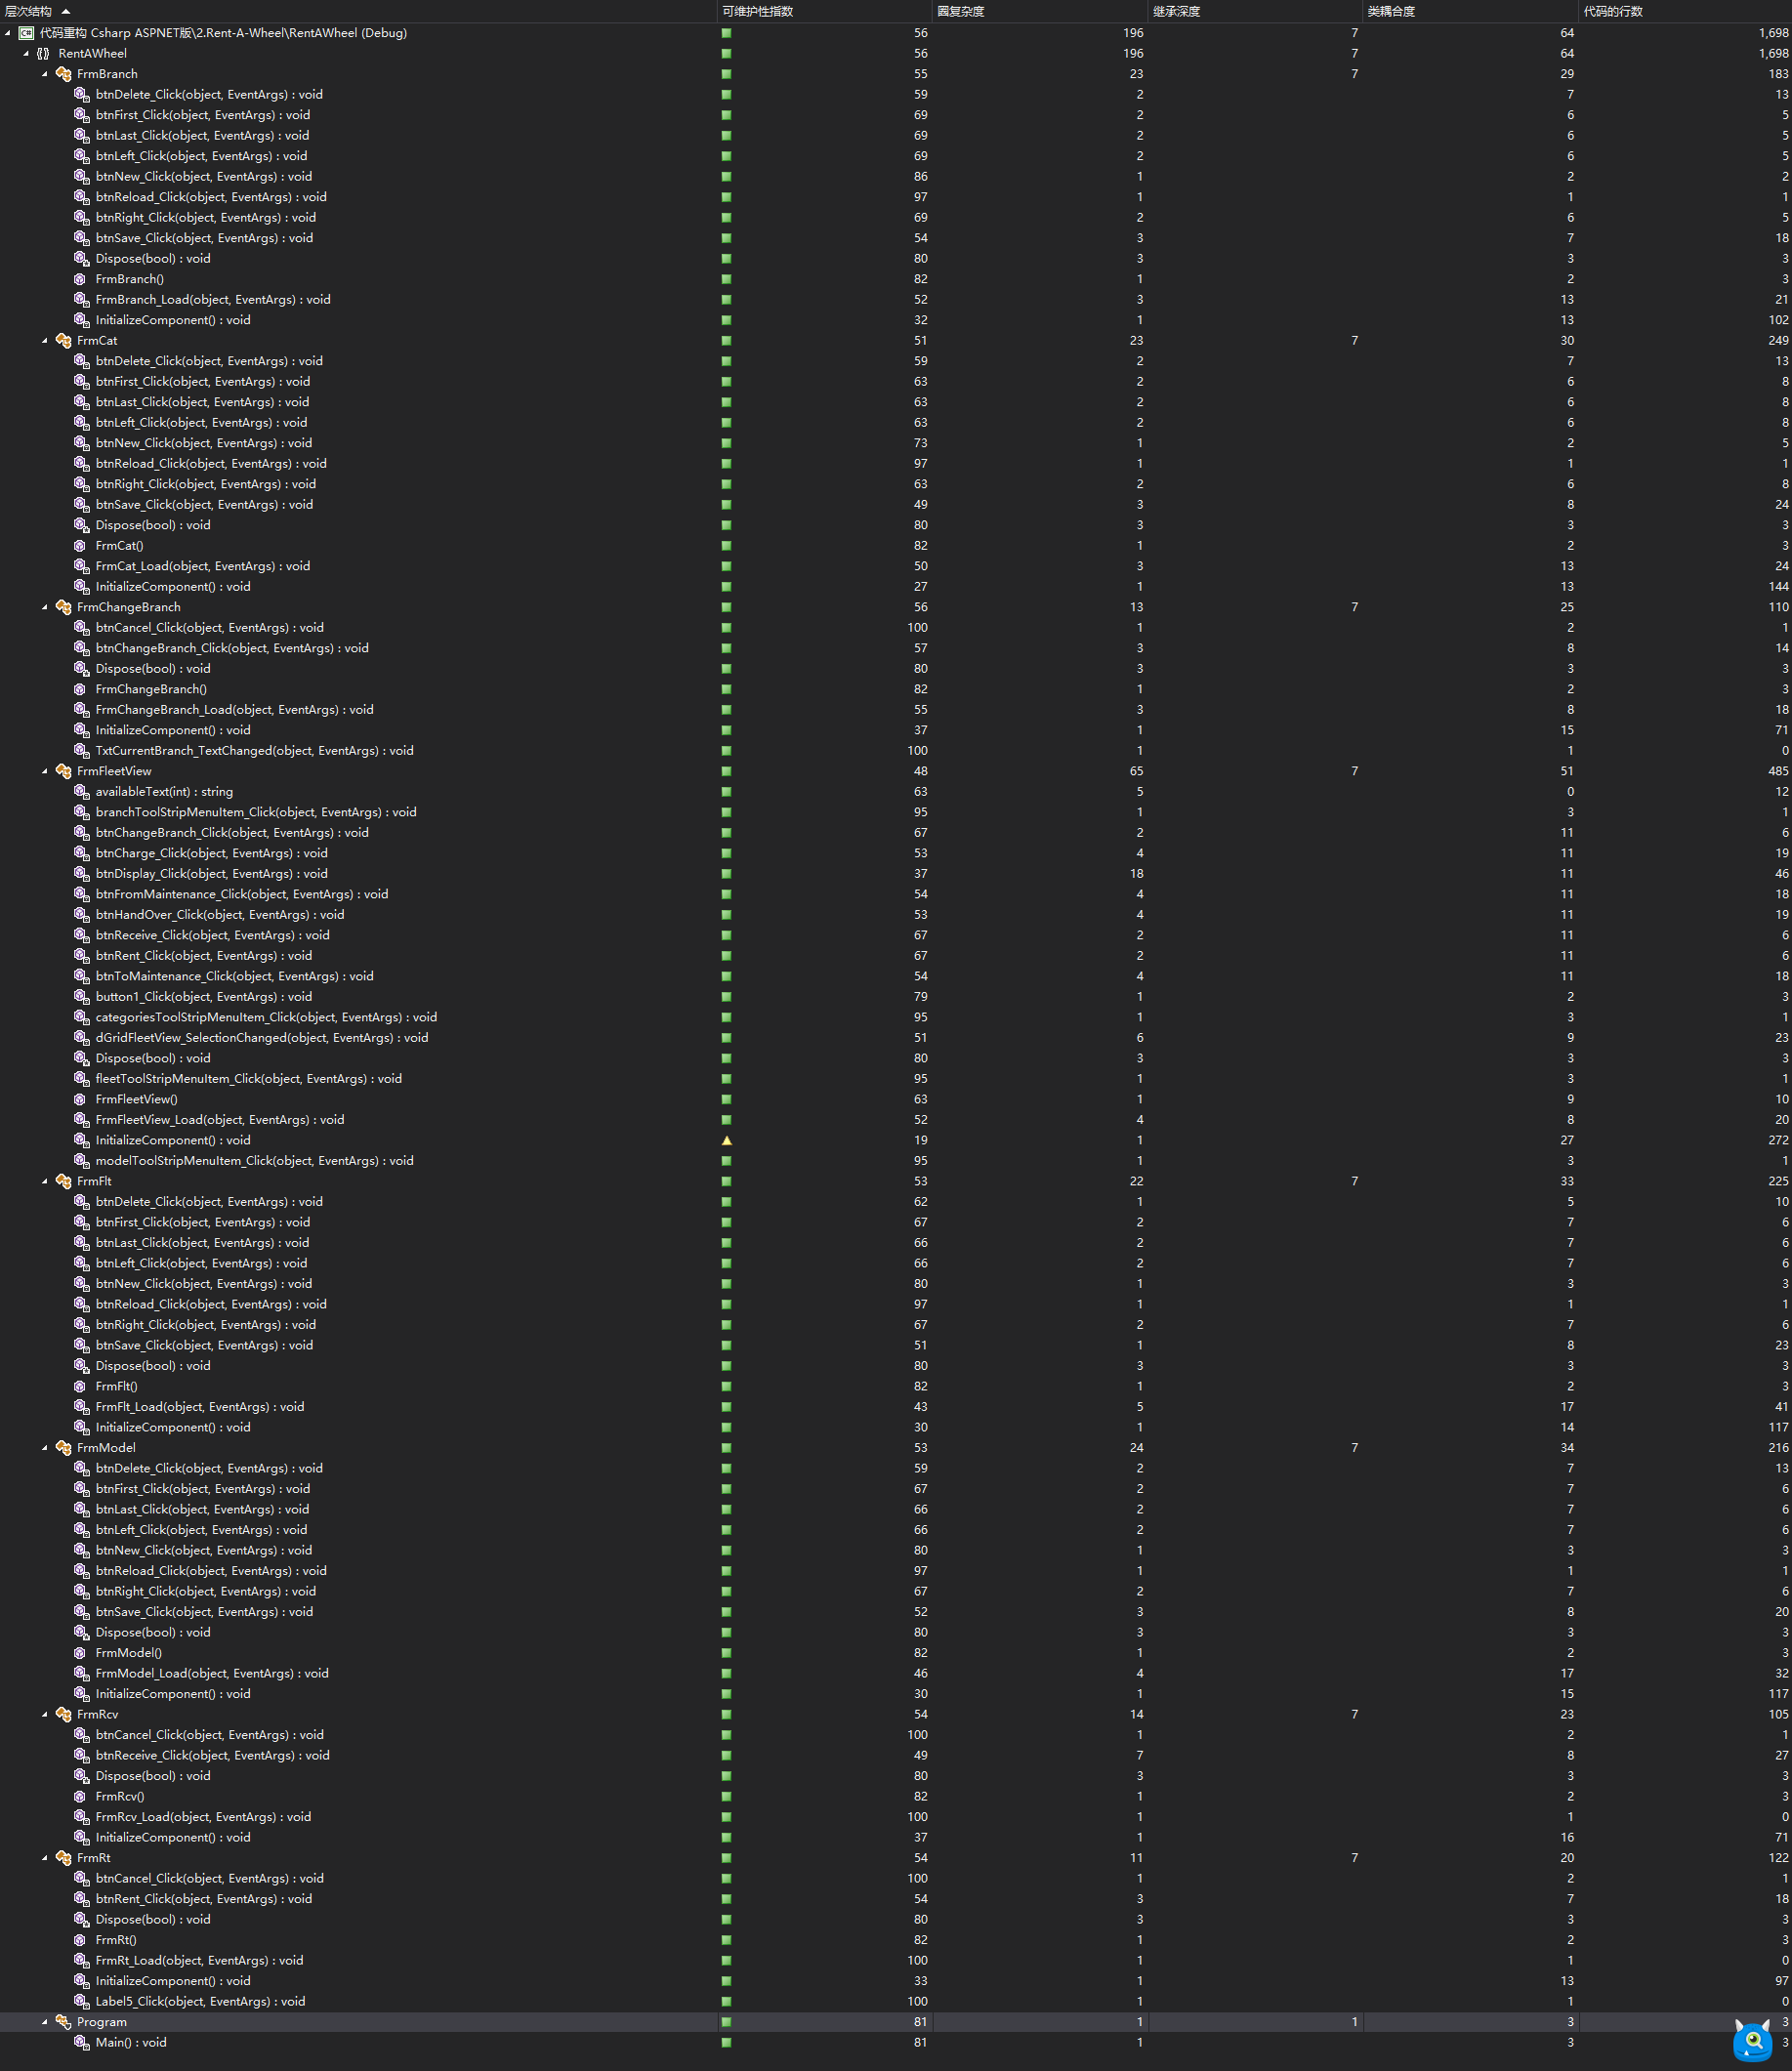 层次结构 可维护性指数 圈复杂度 继承深度 类耦合度 代码的行数
代码重构 Csharp ASPNET版\2.Rent-A-Wheel\RentAWheel (Debug) 56 196 7 64 1,698
RentAWheel 56 196 7 64 1,698
FrmBranch 55 23 7 29 183
btnDelete_Click(object, EventArgs) : void 59 2 7 13
btnFirst_Click(object, EventArgs) : void 69 2 6 5
btnLast_Click(object, EventArgs) : void 69 2 6 5
btnLeft_Click(object, EventArgs) : void 69 2 6 5
btnNew_Click(object, EventArgs) : void 86 1 2 2
btnReload_Click(object, EventArgs) : void 97 1 1 1
btnRight_Click(object, EventArgs) : void 69 2 6 5
btnSave_Click(object, EventArgs) : void 54 3 7 18
Dispose(bool) : void 80 3 3 3
FrmBranch() 82 1 2 3
FrmBranch_Load(object, EventArgs) : void 52 3 13 21
InitializeComponent() : void 32 1 13 102
FrmCat 51 23 7 30 249
btnDelete_Click(object, EventArgs) : void 59 2 7 13
btnFirst_Click(object, EventArgs) : void 63 2 6 8
btnLast_Click(object, EventArgs) : void 63 2 6 8
btnLeft_Click(object, EventArgs) : void 63 2 6 8
btnNew_Click(object, EventArgs) : void 73 1 2 5
btnReload_Click(object, EventArgs) : void 97 1 1 1
btnRight_Click(object, EventArgs) : void 63 2 6 8
btnSave_Click(object, EventArgs) : void 49 3 8 24
Dispose(bool) : void 80 3 3 3
FrmCat() 82 1 2 3
FrmCat_Load(object, EventArgs) : void 50 3 13 24
InitializeComponent() : void 27 1 13 144
FrmChangeBranch 56 13 7 25 110
btnCancel_Click(object, EventArgs) : void 100 1 2 1
btnChangeBranch_Click(object, EventArgs) : void 57 3 8 14
Dispose(bool) : void 80 3 3 3
FrmChangeBranch() 82 1 2 3
FrmChangeBranch_Load(object, EventArgs) : void 55 3 8 18
InitializeComponent() : void 37 1 15 71
TxtCurrentBranch_TextChanged(object, EventArgs) : void 100 1 1 0
FrmFleetView 48 65 7 51 485
availableText(int) : string 63 5 0 12
branchToolStripMenuItem_Click(object, EventArgs) : void 95 1 3 1
btnChangeBranch_Click(object, EventArgs) : void 67 2 11 6
btnCharge_Click(object, EventArgs) : void 53 4 11 19
btnDisplay_Click(object, EventArgs) : void 37 18 11 46
btnFromMaintenance_Click(object, EventArgs) : void 54 4 11 18
btnHandOver_Click(object, EventArgs) : void 53 4 11 19
btnReceive_Click(object, EventArgs) : void 67 2 11 6
btnRent_Click(object, EventArgs) : void 67 2 11 6
btnToMaintenance_Click(object, EventArgs) : void 54 4 11 18
button1_Click(object, EventArgs) : void 79 1 2 3
categoriesToolStripMenuItem_Click(object, EventArgs) : void 95 1 3 1
dGridFleetView_SelectionChanged(object, EventArgs) : void 51 6 9 23
Dispose(bool) : void 80 3 3 3
fleetToolStripMenuItem_Click(object, EventArgs) : void 95 1 3 1
FrmFleetView() 63 1 9 10
FrmFleetView_Load(object, EventArgs) : void 52 4 8 20
InitializeComponent() : void 19 1 27 272
modelToolStripMenuItem_Click(object, EventArgs) : void 95 1 3 1
FrmFlt 53 22 7 33 225
btnDelete_Click(object, EventArgs) : void 62 1 5 10
btnFirst_Click(object, EventArgs) : void 67 2 7 6
btnLast_Click(object, EventArgs) : void 66 2 7 6
btnLeft_Click(object, EventArgs) : void 66 2 7 6
btnNew_Click(object, EventArgs) : void 80 1 3 3
btnReload_Click(object, EventArgs) : void 97 1 1 1
btnRight_Click(object, EventArgs) : void 67 2 7 6
btnSave_Click(object, EventArgs) : void 51 1 8 23
Dispose(bool) : void 80 3 3 3
FrmFlt() 82 1 2 3
FrmFlt_Load(object, EventArgs) : void 43 5 17 41
InitializeComponent() : void 30 1 14 117
FrmModel 53 24 7 34 216
btnDelete_Click(object, EventArgs) : void 59 2 7 13
btnFirst_Click(object, EventArgs) : void 67 2 7 6
btnLast_Click(object, EventArgs) : void 66 2 7 6
btnLeft_Click(object, EventArgs) : void 66 2 7 6
btnNew_Click(object, EventArgs) : void 80 1 3 3
btnReload_Click(object, EventArgs) : void 97 1 1 1
btnRight_Click(object, EventArgs) : void 67 2 7 6
btnSave_Click(object, EventArgs) : void 52 3 8 20
Dispose(bool) : void 80 3 3 3
FrmModel() 82 1 2 3
FrmModel_Load(object, EventArgs) : void 46 4 17 32
InitializeComponent() : void 30 1 15 117
FrmRcv 54 14 7 23 105
btnCancel_Click(object, EventArgs) : void 100 1 2 1
btnReceive_Click(object, EventArgs) : void 49 7 8 27
Dispose(bool) : void 80 3 3 3
FrmRcv() 82 1 2 3
FrmRcv_Load(object, EventArgs) : void 100 1 1 0
InitializeComponent() : void 37 1 16 71
FrmRt 54 11 7 20 122
btnCancel_Click(object, EventArgs) : void 100 1 2 1
btnRent_Click(object, EventArgs) : void 54 3 7 18
Dispose(bool) : void 80 3 3 3
FrmRt() 82 1 2 3
FrmRt_Load(object, EventArgs) : void 100 1 1 0
InitializeComponent() : void 33 1 13 97
Label5_Click(object, EventArgs) : void 100 1 1 0
Program 81 1 1 3 3
Main() : void 81 1 3 3